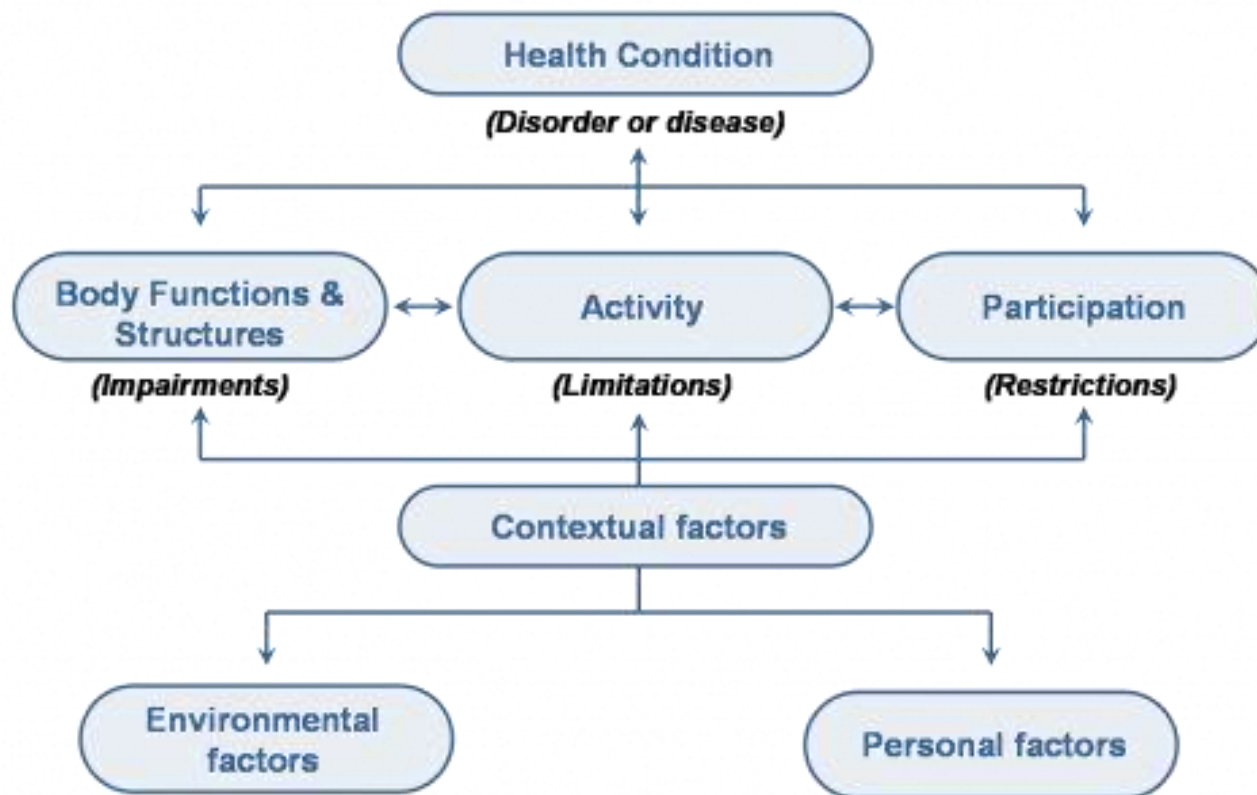 Health Condition
(Disorder or disease)
Body Functions &
Structures
Activity
Participation
(Impairments)
(Limitations)
(Restrictions)
Contextual factors
Environmental
factors
Personal factors